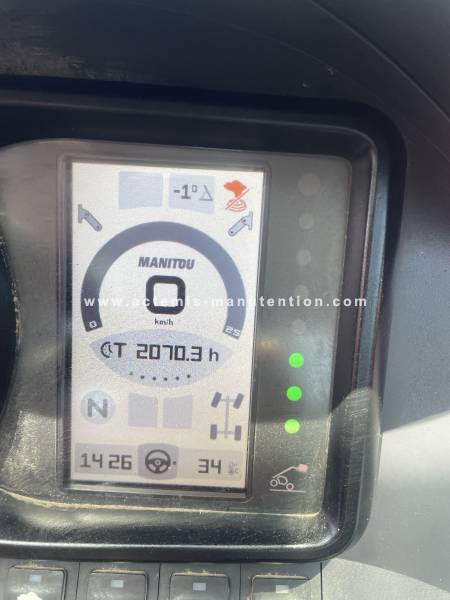 -1°
MANITOU
0
www.actemis-manutention.com
km/h
0 25
T 2070.3 h
N
14 26 34